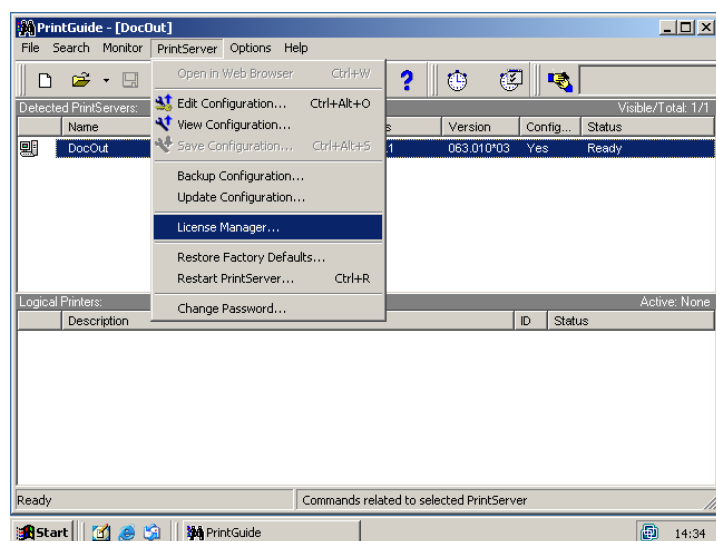 PrintGuide - [DocOut]
File Search Monitor PrintServer Options Help
Open in Web Browser Ctrl+W
Edit Configuration... Ctrl+Alt+O
View Configuration...
Save Configuration... Ctrl+Alt+S
Backup Configuration...
Update Configuration...
License Manager...
Restore Factory Defaults...
Restart PrintServer... Ctrl+R
Change Password...
Detected PrintServers: Visible/Total: 1/1
Name Version Config... Status
DocOut 063.010*03 Yes Ready
Logical Printers: Active: None
Description ID Status
Ready Commands related to selected PrintServer
Start PrintGuide 14:34